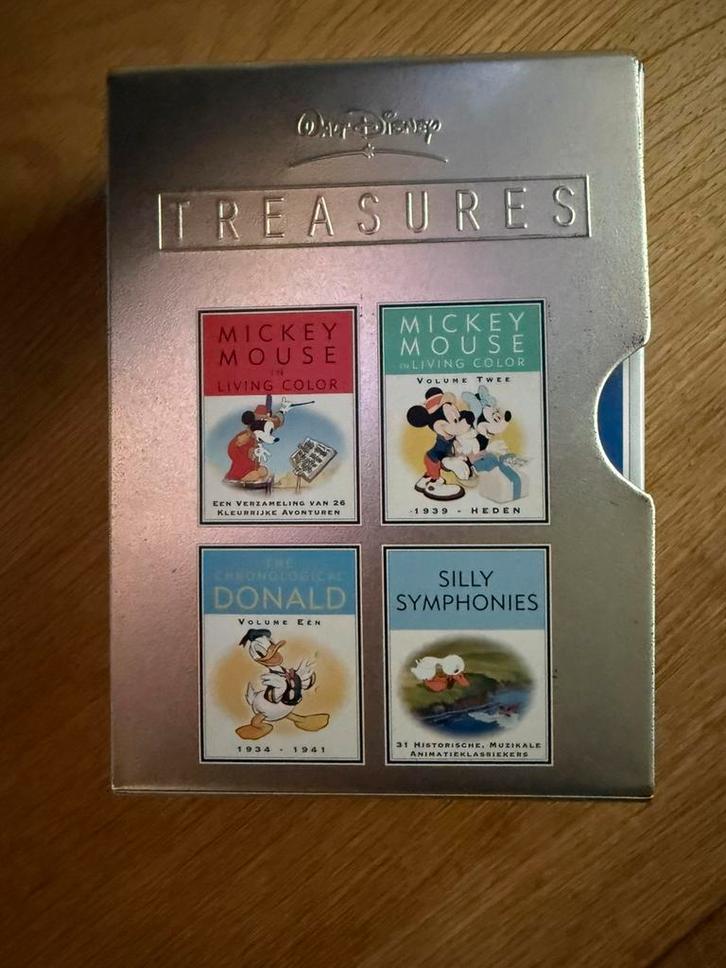 Walt Disney
TREASURES
MICKEY
MOUSE
IN
LIVING COLOR
EEN VERZAMELING VAN 26
KLEURRIJKE AVONTUREN
MICKEY
MOUSE
IN LIVING COLOR
VOLUME TWEE
1939 - HEDEN
THE
CHRONOLOGICAL
DONALD
VOLUME EÉN
1934 - 1941
SILLY
SYMPHONIES
31 HISTORISCHE, MUZIKALE
ANIMATIEKLASSIEKERS